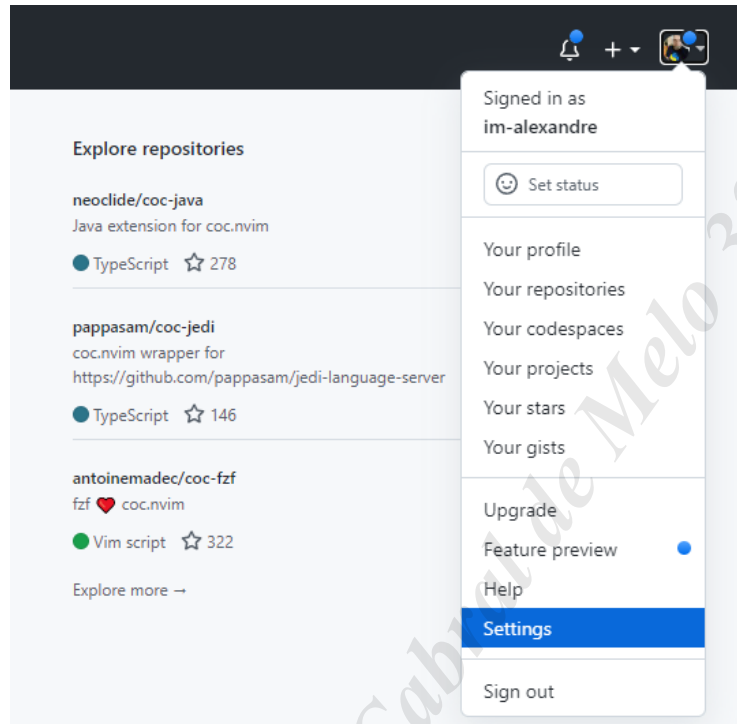 Signed in as
im-alexandre
Explore repositories
neoclide/coc-java
Java extension for coc.nvim
TypeScript 278
pappasam/coc-jedi
coc.nvim wrapper for
https://github.com/pappasam/jedi-language-server
TypeScript 146
antoinemadec/coc-fzf
fzf ❤️ coc.nvim
Vim script 322
Explore more →
Set status
Your profile
Your repositories
Your codespaces
Your projects
Your stars
Your gists
Upgrade
Feature preview
Help
Settings
Sign out
Cabral de Melo